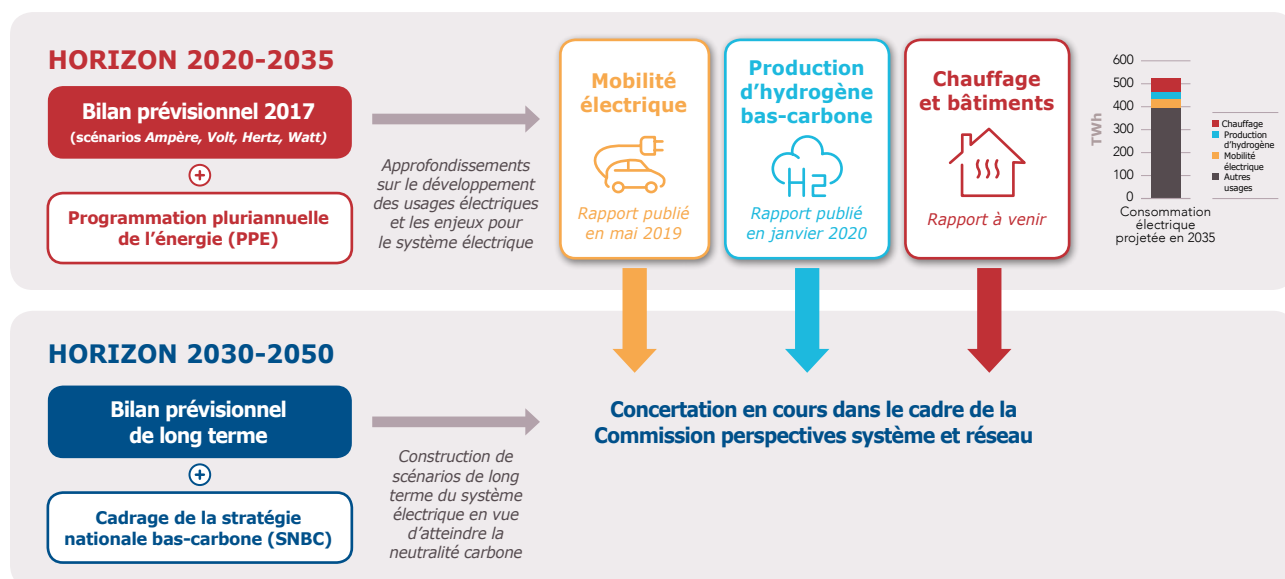 HORIZON 2020-2035
Bilan prévisionnel 2017
(scénarios Ampère, Volt, Hertz, Watt)
+
Programmation pluriannuelle
de l'énergie (PPE)
Approfondissements
sur le développement
des usages électriques
et les enjeux pour
le système électrique
Mobilité
électrique
Rapport publié
en mai 2019
Production
d'hydrogène
bas-carbone
H2
Rapport publié
en janvier 2020
Chauffage
et bâtiments
Rapport à venir
TWh
600
500
400
300
200
100
0
Chauffage
Production
d'hydrogène
Mobilité
électrique
Autres
usages
Consommation
électrique
projetée en 2035
HORIZON 2030-2050
Bilan prévisionnel
de long terme
+
Cadrage de la stratégie
nationale bas-carbone (SNBC)
Construction de
scénarios de long
terme du système
électrique en vue
d'atteindre la
neutralité carbone
Concertation en cours dans le cadre de la
Commission perspectives système et réseau